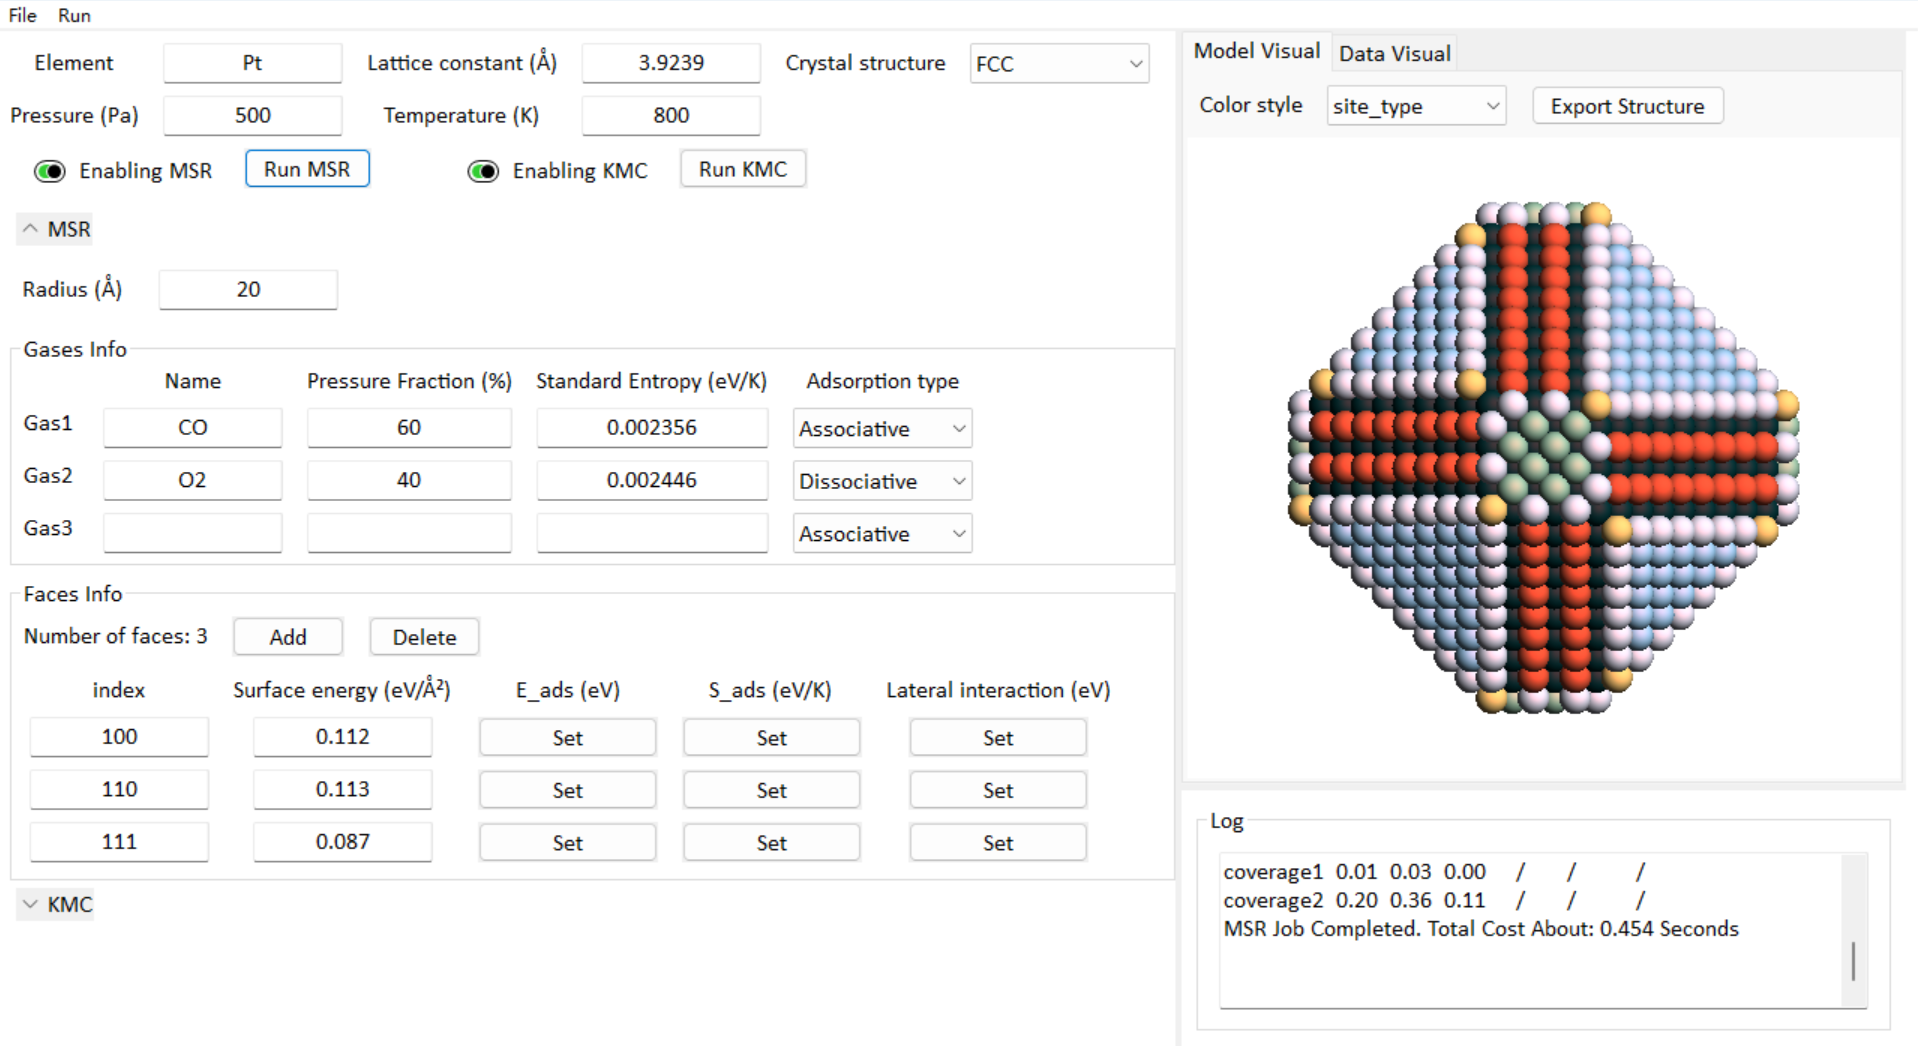 File Run
Element Pt Lattice constant (Å) 3.9239 Crystal structure FCC
Pressure (Pa) 500 Temperature (K) 800
Enabling MSR Run MSR Enabling KMC Run KMC
MSR
Radius (Å) 20
Gases Info
Name Pressure Fraction (%) Standard Entropy (eV/K) Adsorption type
Gas1 CO 60 0.002356 Associative
Gas2 O2 40 0.002446 Dissociative
Gas3 Associative
Faces Info
Number of faces: 3 Add Delete
index Surface energy (eV/Å²) E_ads (eV) S_ads (eV/K) Lateral interaction (eV)
100 0.112 Set Set Set
110 0.113 Set Set Set
111 0.087 Set Set Set
KMC
Model Visual Data Visual
Color style site_type Export Structure
Log
coverage1 0.01 0.03 0.00 / / /
coverage2 0.20 0.36 0.11 / / /
MSR Job Completed. Total Cost About: 0.454 Seconds